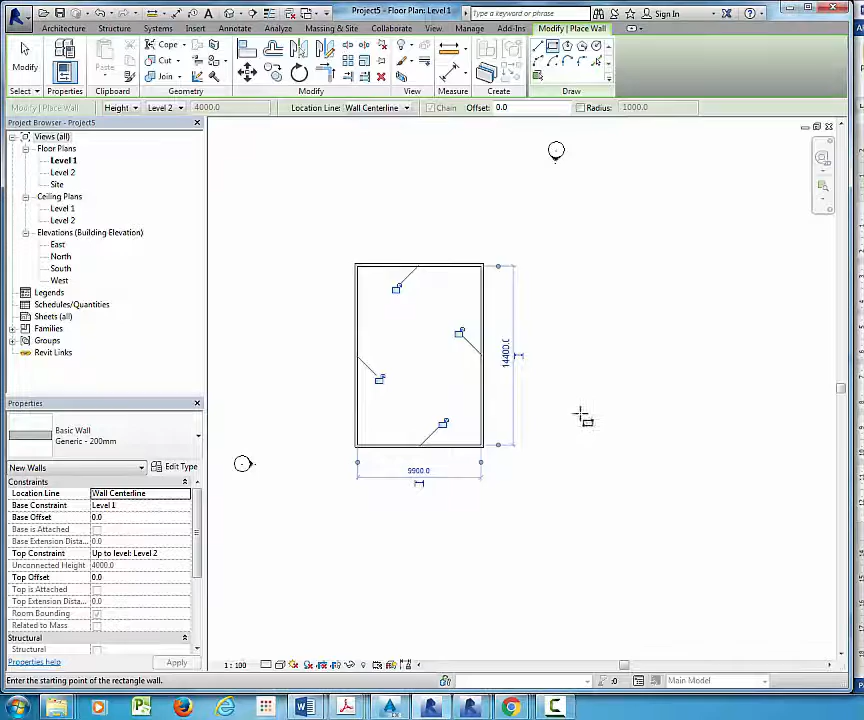 Project5 - Floor Plan: Level 1
Type a keyword or phrase
Sign In
Architecture
Structure
Systems
Insert
Annotate
Analyze
Massing & Site
Collaborate
View
Manage
Add-Ins
Modify | Place Wall
Modify
Paste
Cope
Cut
Join
Select
Properties
Clipboard
Geometry
Modify
View
Measure
Create
Draw
Modify | Place Wall
Height
Level 2
4000.0
Location Line:
Wall Centerline
Chain
Offset:
0.0
Radius:
1000.0
Project Browser - Project5
Views (all)
Floor Plans
Level 1
Level 2
Site
Ceiling Plans
Level 1
Level 2
Elevations (Building Elevation)
East
North
South
West
Legends
Schedules/Quantities
Sheets (all)
Families
Groups
Revit Links
14400.0
9900.0
Properties
Basic Wall
Generic - 200mm
New Walls
Edit Type
Constraints
Location Line Wall Centerline
Base Constraint Level 1
Base Offset 0.0
Base is Attached
Base Extension Dista... 0.0
Top Constraint Up to level: Level 2
Unconnected Height 4000.0
Top Offset 0.0
Top is Attached
Top Extension Dista... 0.0
Room Bounding
Related to Mass
Structural
Structural
Properties help
Apply
1 : 100
Enter the starting point of the rectangle wall.
:0
Main Model